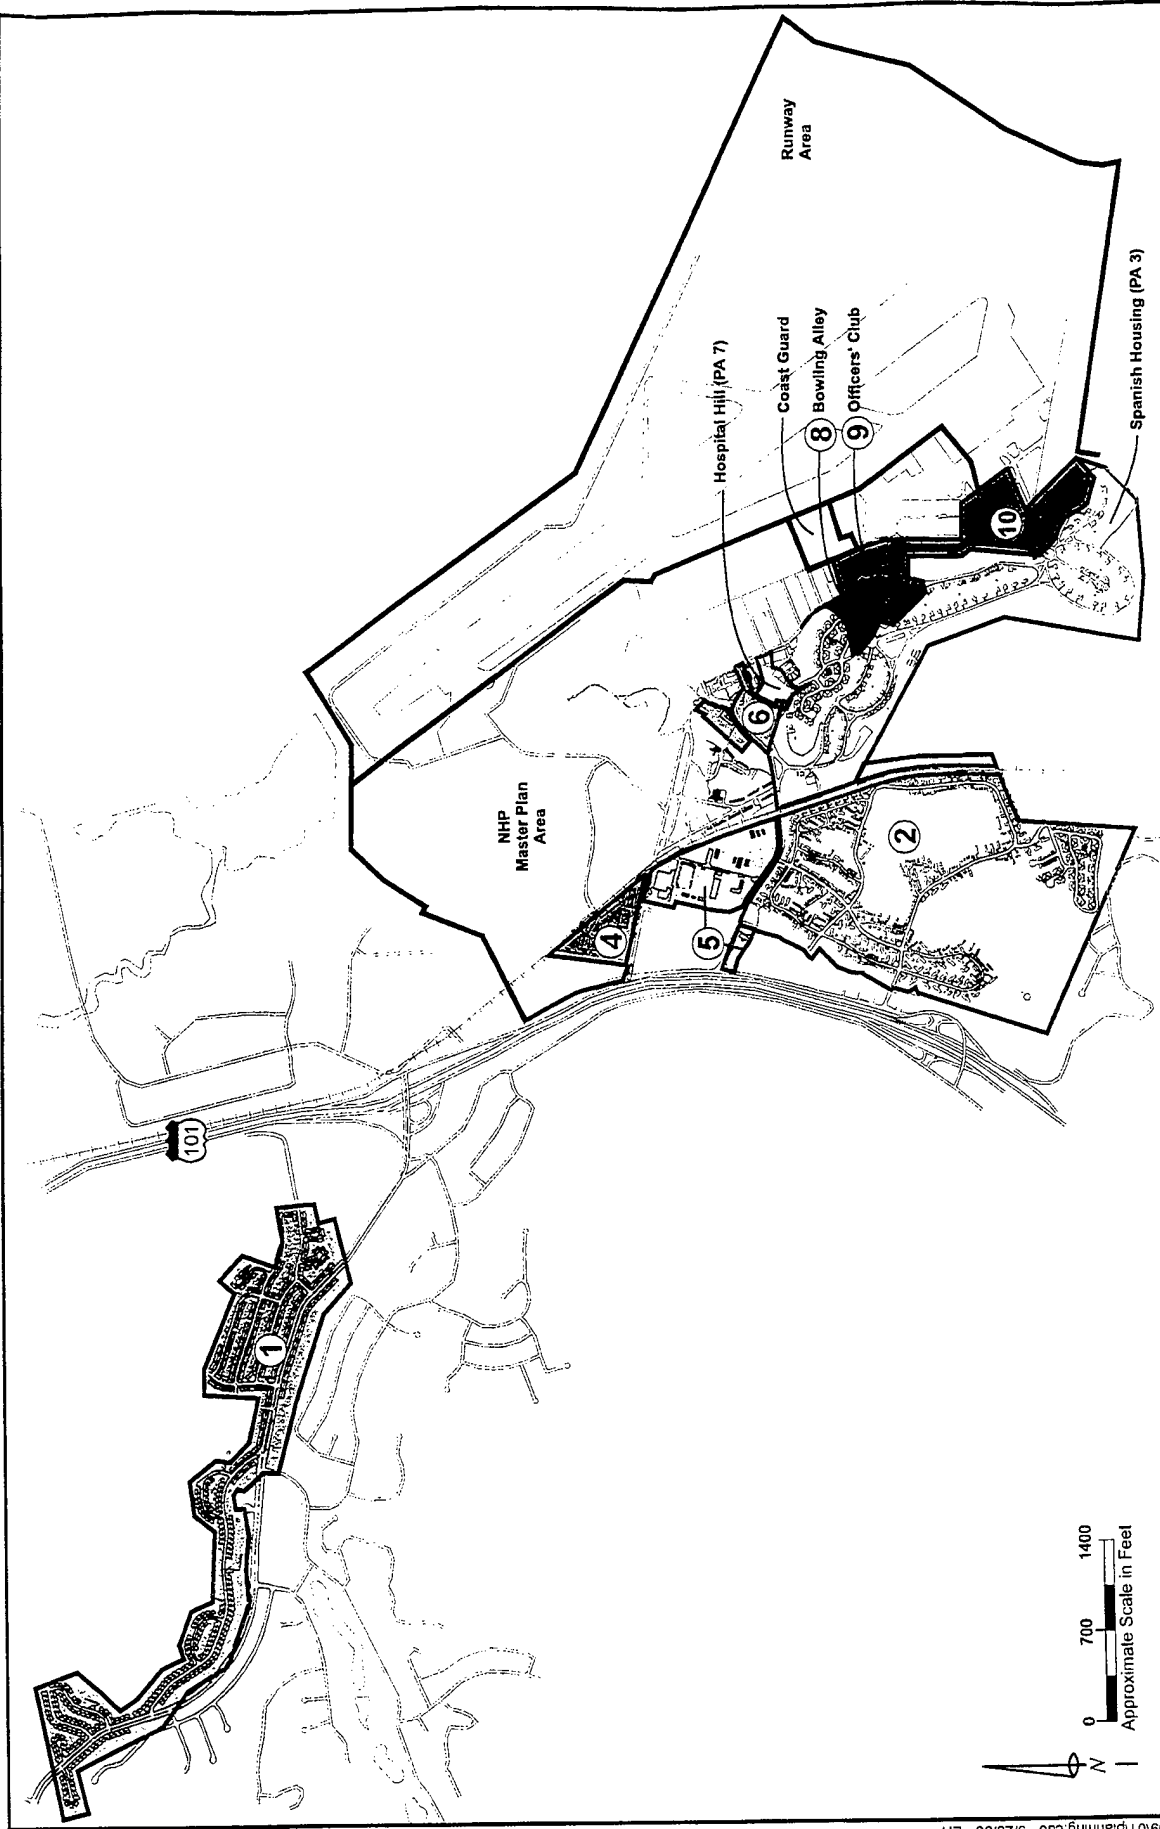 101
1
NHP
Master Plan
Area
Runway
Area
4
5
6
2
Hospital Hill (PA 7)
Coast Guard
8 Bowling Alley
9 Officers' Club
10
Spanish Housing (PA 3)
N
0 700 1400
Approximate Scale in Feet